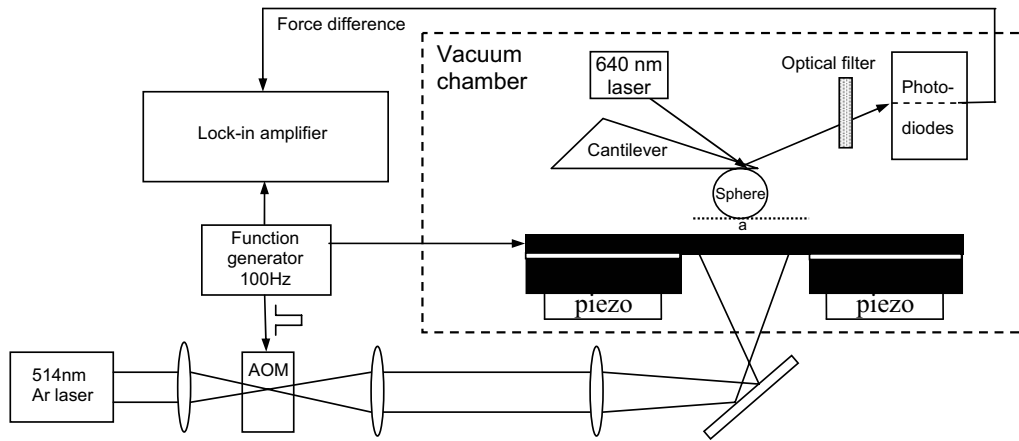 Force difference
Vacuum
chamber
640 nm
laser
Optical filter
Photo-
diodes
Lock-in amplifier
Cantilever
Sphere
a
Function
generator
100Hz
piezo
piezo
514nm
Ar laser
AOM